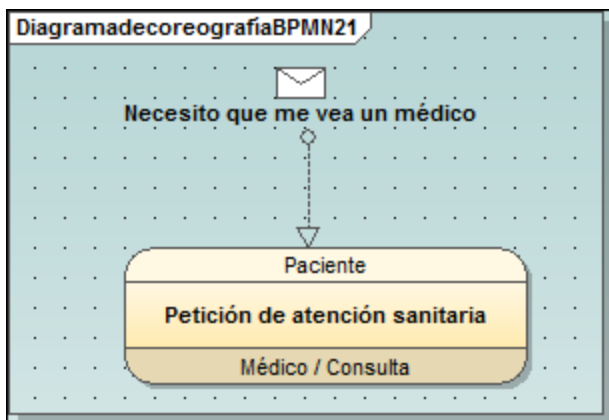 DiagramadecoreografíaBPMN21
Necesito que me vea un médico
Paciente
Petición de atención sanitaria
Médico / Consulta